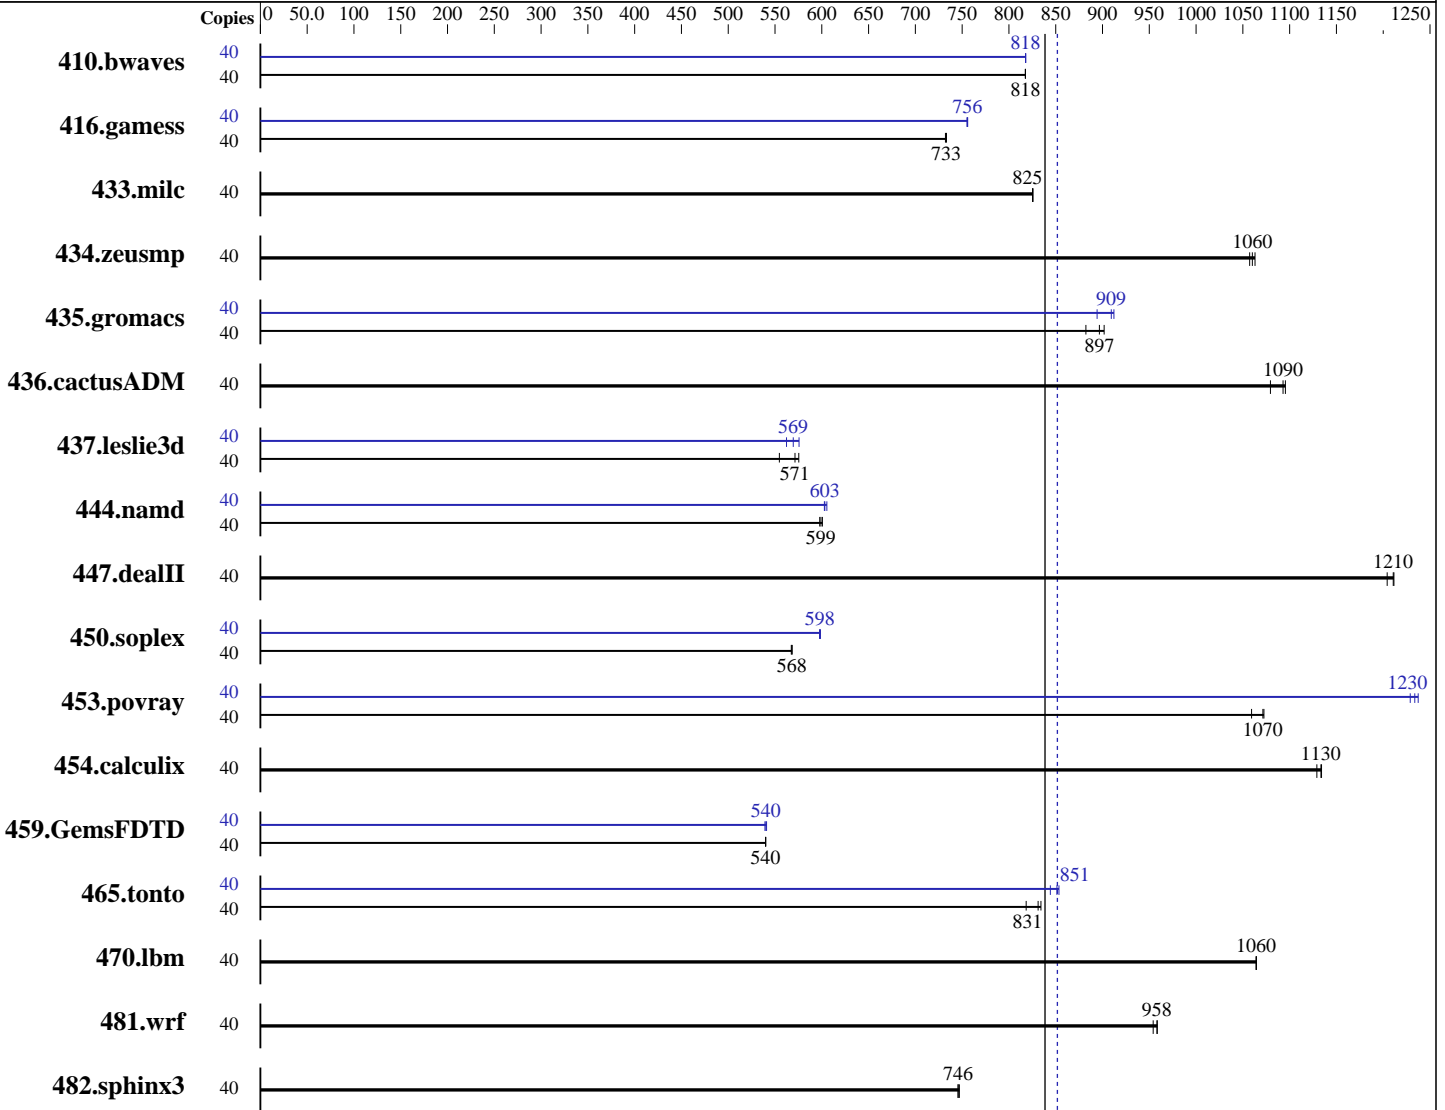 Copies 0 50.0 100 150 200 250 300 350 400 450 500 550 600 650 700 750 800 850 900 950 1000 1050 1100 1150 1250
410.bwaves 40 818
40 818
416.gamess 40 756
40 733
433.milc 40 825
434.zeusmp 40 1060
435.gromacs 40 909
40 897
436.cactusADM 40 1090
437.leslie3d 40 569
40 571
444.namd 40 603
40 599
447.dealII 40 1210
450.soplex 40 598
40 568
453.povray 40 1230
40 1070
454.calculix 40 1130
459.GemsFDTD 40 540
40 540
465.tonto 40 851
40 831
470.lbm 40 1060
481.wrf 40 958
482.sphinx3 40 746